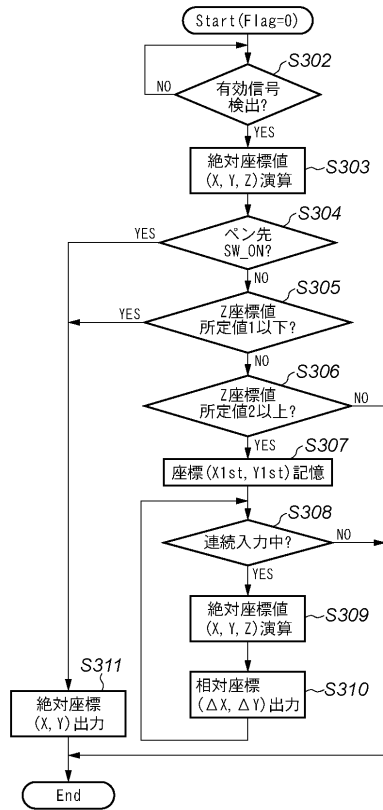 Start(Flag=0)
S302
有効信号
検出?
NO
YES
絶対座標値
(X, Y, Z)演算
S303
S304
ペン先
SW_ON?
YES
NO
S305
Z座標値
所定値1以下?
YES
NO
S306
Z座標値
所定値2以上?
NO
YES
S307
座標(X1st, Y1st)記憶
S308
連続入力中?
NO
YES
絶対座標値
(X, Y, Z)演算
S309
相対座標
(ΔX, ΔY)出力
S310
S311
絶対座標
(X, Y)出力
End